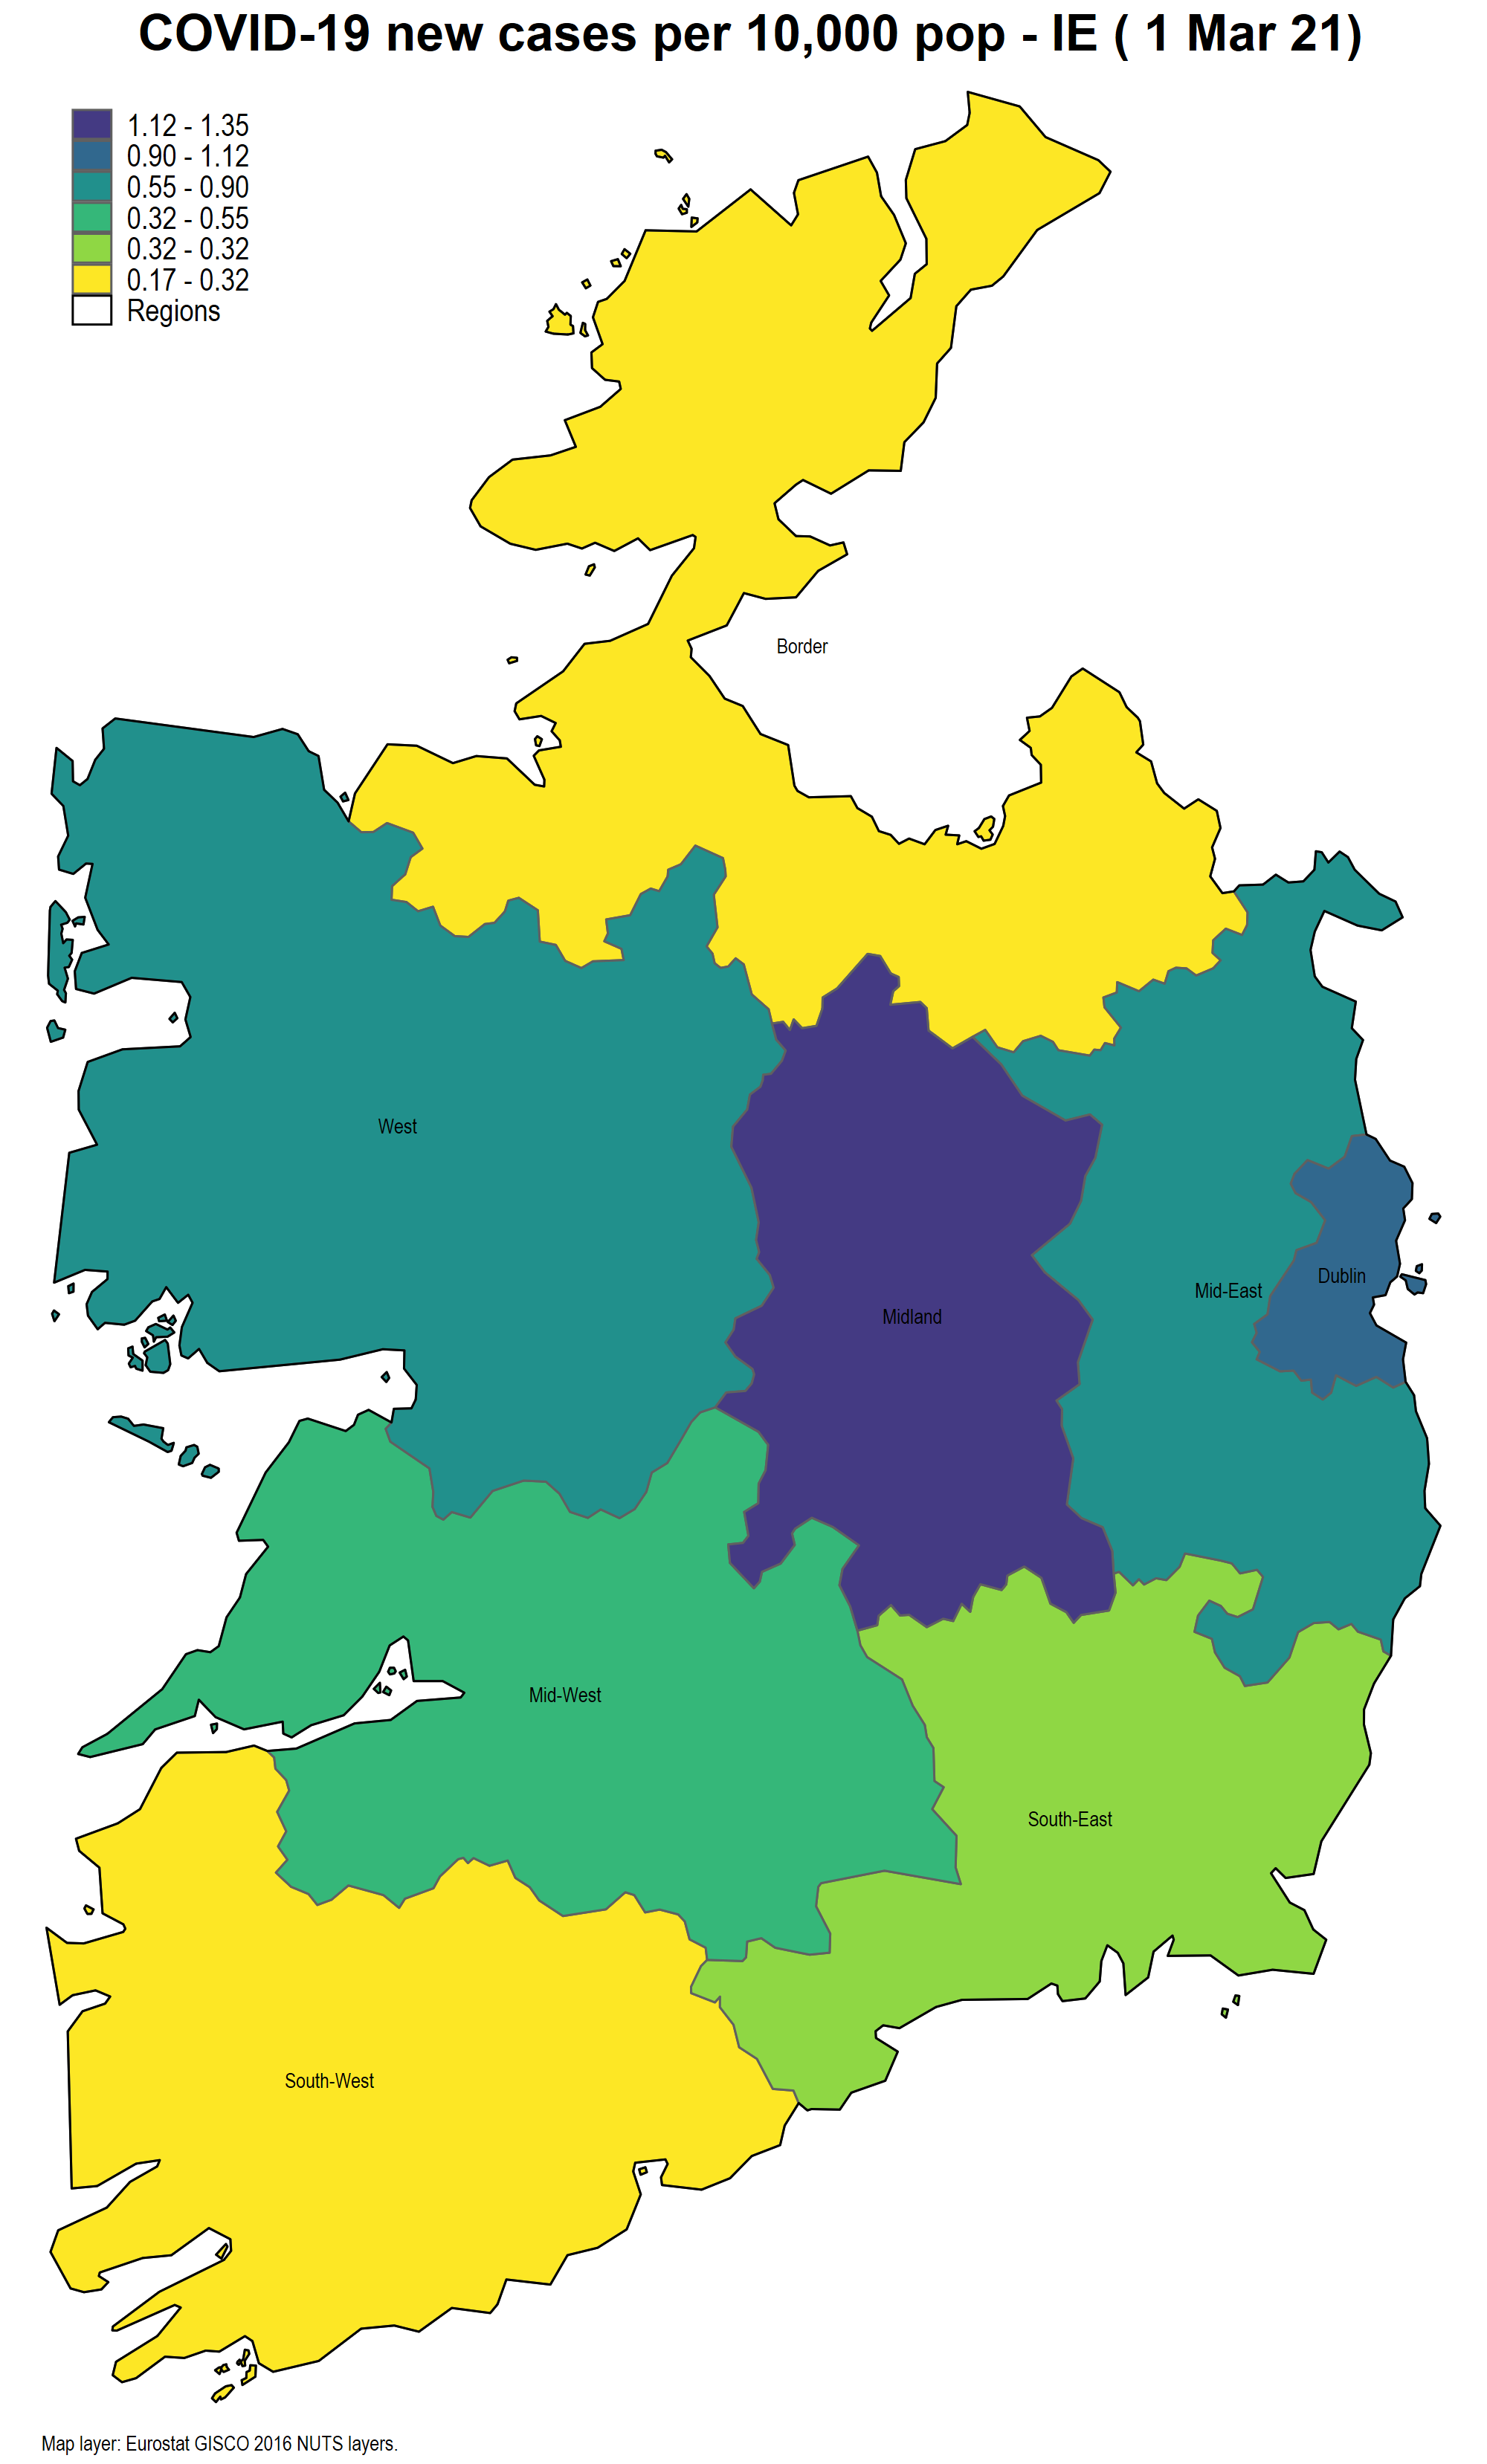 COVID-19 new cases per 10,000 pop - IE ( 1 Mar 21)
1.12 - 1.35
0.90 - 1.12
0.55 - 0.90
0.32 - 0.55
0.32 - 0.32
0.17 - 0.32
Regions
Border
West
Dublin
Mid-East
Midland
Mid-West
South-East
South-West
Map layer: Eurostat GISCO 2016 NUTS layers.